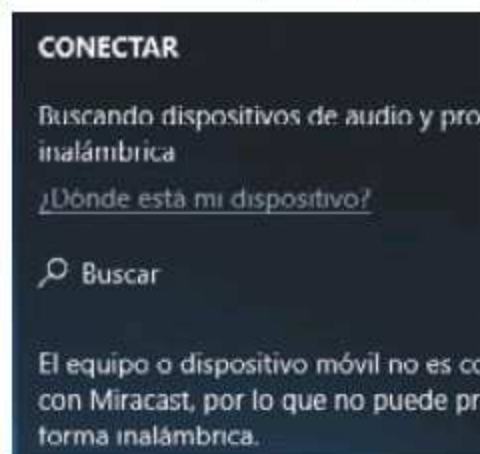 CONECTAR
Buscando dispositivos de audio y pro
inalámbrica
¿Dónde está mi dispositivo?
Buscar
El equipo o dispositivo móvil no es co
con Miracast, por lo que no puede pr
forma inalámbrica.